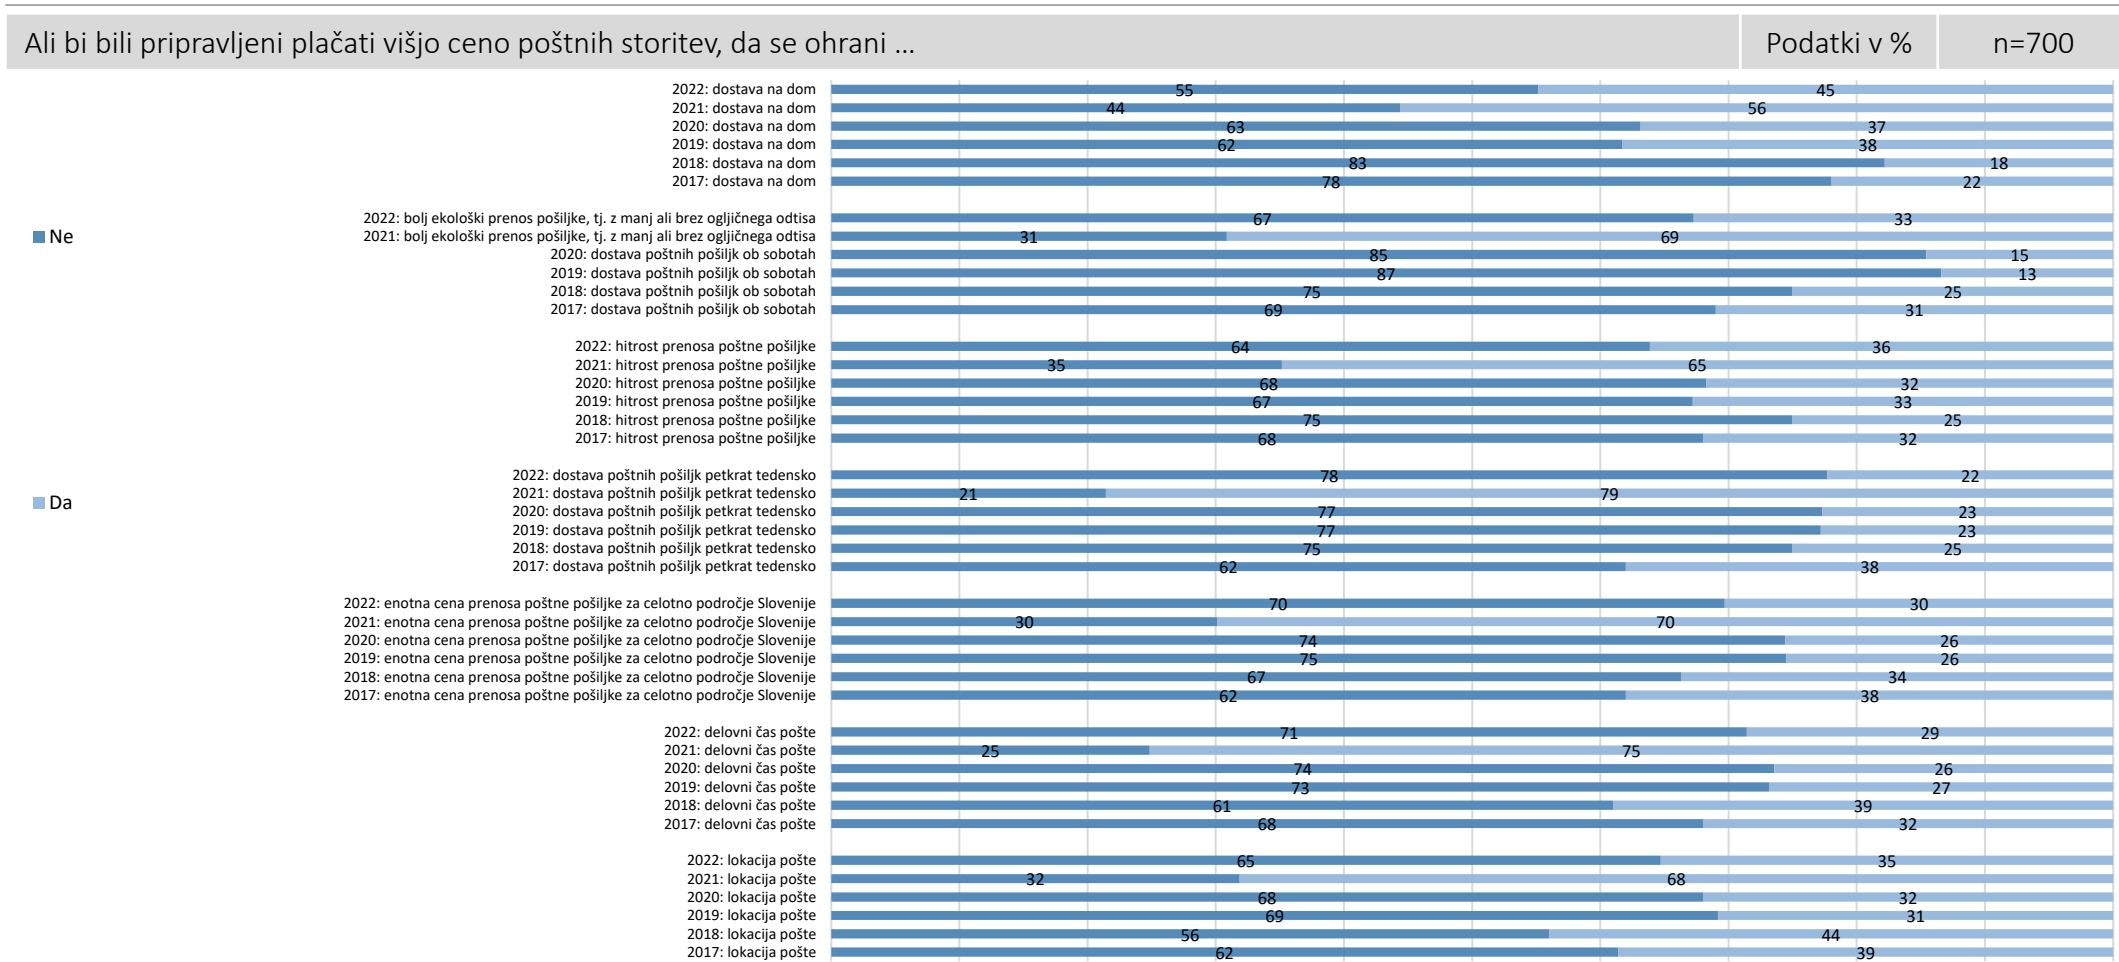 Ali bi bili pripravljeni plačati višjo ceno poštnih storitev, da se ohrani ... Podatki v % n=700
2022: dostava na dom 55 45
2021: dostava na dom 44 56
2020: dostava na dom 63 37
2019: dostava na dom 62 38
2018: dostava na dom 83 18
2017: dostava na dom 78 22
2022: bolj ekološki prenos pošiljke, tj. z manj ali brez ogljičnega odtisa 67 33
Ne
2021: bolj ekološki prenos pošiljke, tj. z manj ali brez ogljičnega odtisa 31 69
2020: dostava poštnih pošiljk ob sobotah 85 15
2019: dostava poštnih pošiljk ob sobotah 87 13
2018: dostava poštnih pošiljk ob sobotah 75 25
2017: dostava poštnih pošiljk ob sobotah 69 31
2022: hitrost prenosa poštne pošiljke 64 36
2021: hitrost prenosa poštne pošiljke 35 65
2020: hitrost prenosa poštne pošiljke 68 32
2019: hitrost prenosa poštne pošiljke 67 33
2018: hitrost prenosa poštne pošiljke 75 25
2017: hitrost prenosa poštne pošiljke 68 32
2022: dostava poštnih pošiljk petkrat tedensko 78 22
2021: dostava poštnih pošiljk petkrat tedensko 21 79
Da
2020: dostava poštnih pošiljk petkrat tedensko 77 23
2019: dostava poštnih pošiljk petkrat tedensko 77 23
2018: dostava poštnih pošiljk petkrat tedensko 75 25
2017: dostava poštnih pošiljk petkrat tedensko 62 38
2022: enotna cena prenosa poštne pošiljke za celotno področje Slovenije 70 30
2021: enotna cena prenosa poštne pošiljke za celotno področje Slovenije 30 70
2020: enotna cena prenosa poštne pošiljke za celotno področje Slovenije 74 26
2019: enotna cena prenosa poštne pošiljke za celotno področje Slovenije 75 26
2018: enotna cena prenosa poštne pošiljke za celotno področje Slovenije 67 34
2017: enotna cena prenosa poštne pošiljke za celotno področje Slovenije 62 38
2022: delovni čas pošte 71 29
2021: delovni čas pošte 25 75
2020: delovni čas pošte 74 26
2019: delovni čas pošte 73 27
2018: delovni čas pošte 61 39
2017: delovni čas pošte 68 32
2022: lokacija pošte 65 35
2021: lokacija pošte 32 68
2020: lokacija pošte 68 32
2019: lokacija pošte 69 31
2018: lokacija pošte 56 44
2017: lokacija pošte 62 39